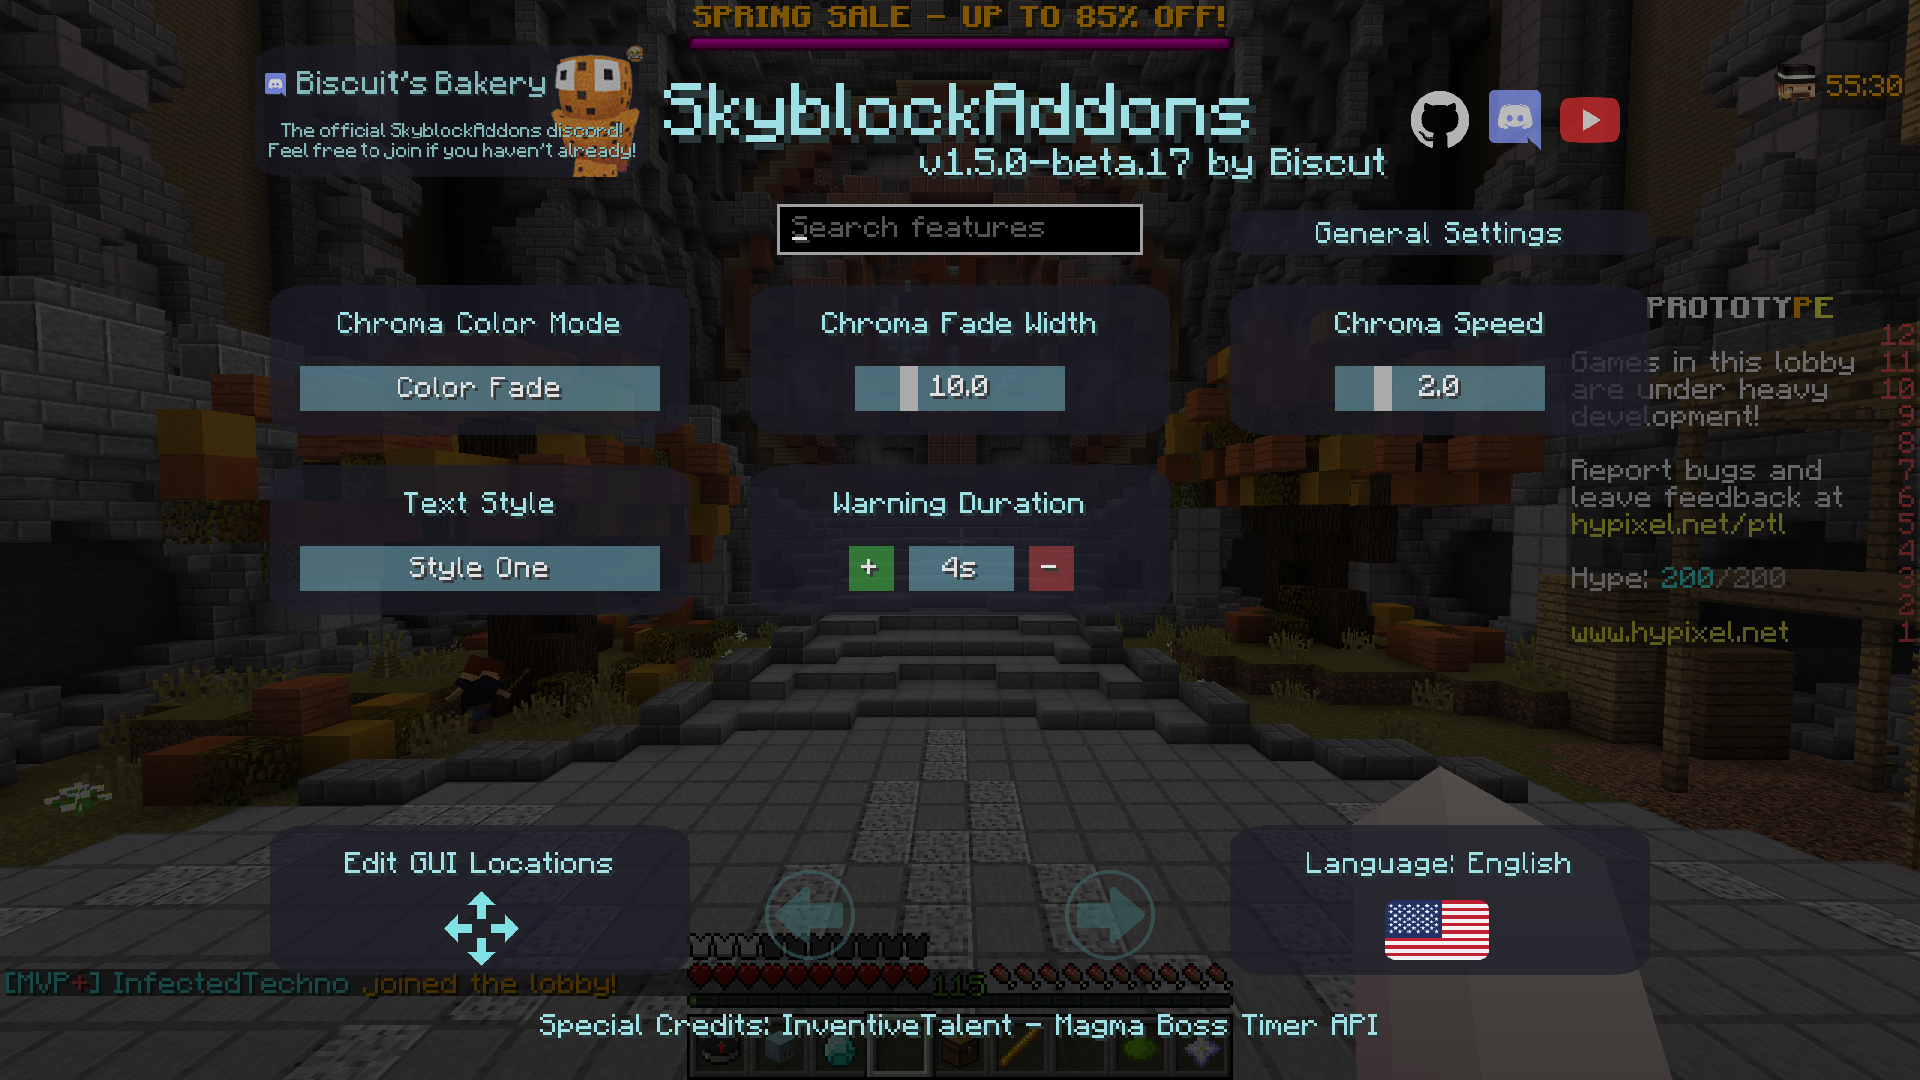 SPRING SALE - UP TO 85% OFF!
Biscuit's Bakery
The official SkyblockAddons discord!
Feel free to join if you haven't already!
SkyblockAddons
v1.5.0-beta.17 by Biscut
55:30
Search features
General Settings
Chroma Color Mode
Color Fade
Chroma Fade Width
10.0
Chroma Speed
2.0
Text Style
Style One
Warning Duration
+ 4s -
PROTOTYPE
12
Games in this lobby 11
are under heavy 10
development! 9
8
Report bugs and 7
leave feedback at 6
hypixel.net/ptl 5
4
Hype: 200/200 3
2
www.hypixel.net 1
Edit GUI Locations
Language: English
[MVP+] InfectedTechno joined the lobby!
115
Special Credits: InventiveTalent - Magma Boss Timer API